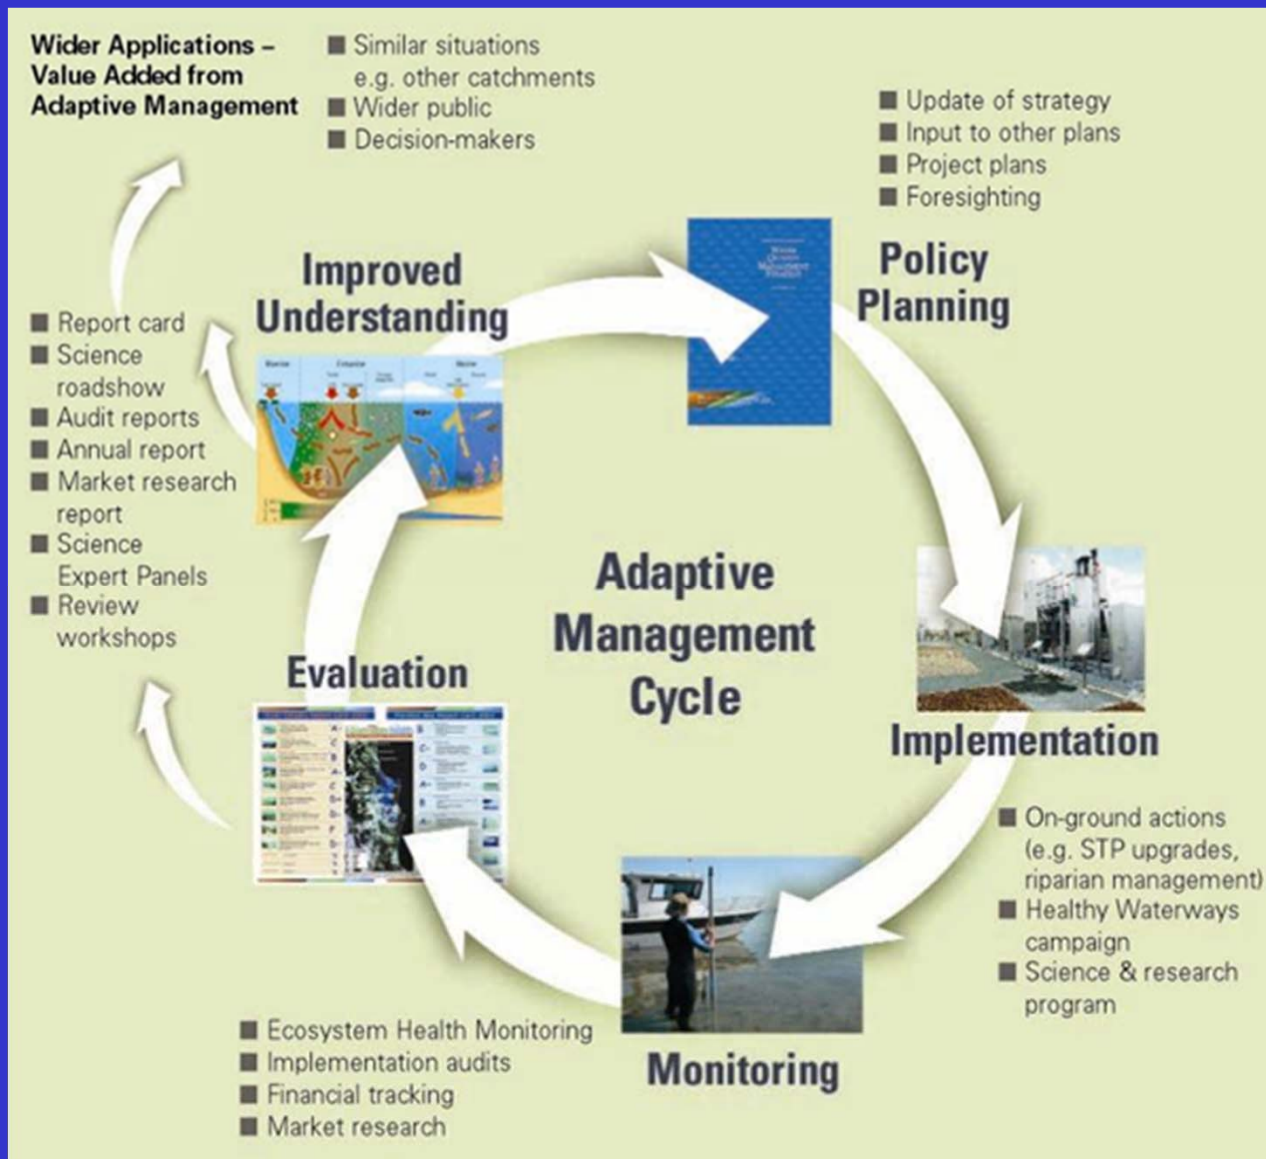 Wider Applications –
Value Added from
Adaptive Management
Similar situations
e.g. other catchments
Wider public
Decision-makers
Update of strategy
Input to other plans
Project plans
Foresighting
Improved
Understanding
Policy
Planning
Report card
Science
roadshow
Audit reports
Annual report
Market research
report
Science
Expert Panels
Review
workshops
Adaptive
Management
Cycle
Evaluation
Implementation
On-ground actions
(e.g. STP upgrades,
riparian management)
Healthy Waterways
campaign
Science & research
program
Monitoring
Ecosystem Health Monitoring
Implementation audits
Financial tracking
Market research